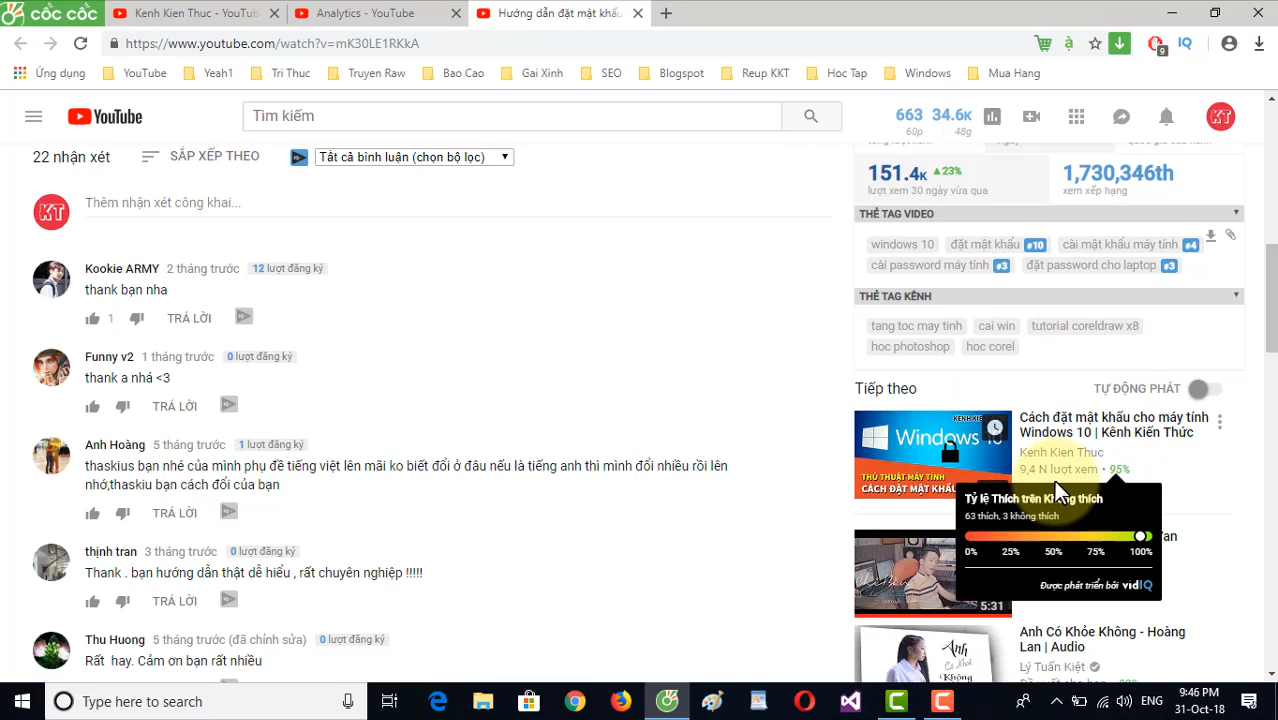 cốc cốc
Kenh Kien Thuc - YouTub
Analytics - YouTube
Hướng dẫn đặt mật khẩu
https://www.youtube.com/watch?v=mK30LE1RKkA
9
IQ
Ứng dụng
YouTube
Yeah1
Tri Thuc
Truyen Raw
Bao Cao
Gai Xinh
SEO
Blogspot
Reup KKT
Hoc Tap
Windows
Mua Hang
YouTube
Tìm kiếm
663
60p
34.6K
48g
KT
22 nhận xét
SẮP XẾP THEO
Tất cả bình luận (chọn bộ lọc)
KT
Thêm nhận xét công khai...
Kookie ARMY 2 tháng trước 12 lượt đăng ký
thank bạn nha
1 TRẢ LỜI
Funny v2 1 tháng trước 0 lượt đăng ký
thank a nhá <3
TRẢ LỜI
Anh Hoàng 5 tháng trước 1 lượt đăng ký
thaskius bạn nhé của mình phụ đề tiếng việt lên mãi ko biết đổi ở đâu nếu là tiếng anh thì mình đổi nhiều rồi lên
nhớ,thaskiu bạn cách đổi của bạn
TRẢ LỜI
thịnh tran 3 tháng trước 0 lượt đăng ký
Thank . bạn hướng dẫn thật dễ hiểu , rất chuyên nghiệp !!!!!
TRẢ LỜI
Thu Huong 5 tháng trước (đã chỉnh sửa) 0 lượt đăng ký
Rất hay. Cảm ơn bạn rất nhiều
151.4K 23%
lượt xem 30 ngày vừa qua
1,730,346th
xem xếp hạng
THẺ TAG VIDEO
windows 10 đặt mật khẩu #10 cài mật khẩu máy tính #4
cài password máy tính #3 đặt password cho laptop #3
THẺ TAG KÊNH
tang toc may tinh cai win tutorial coreldraw x8
hoc photoshop hoc corel
Tiếp theo
TỰ ĐỘNG PHÁT
KÊNH KIẾN
Windows
THỦ THUẬT MÁY TÍNH
CÁCH ĐẶT MẬT KHẨU
Cách đặt mật khẩu cho máy tính
Windows 10 | Kênh Kiến Thức
Kenh Kien Thuc
9,4 N lượt xem • 95%
Tỷ lệ Thích trên Không thích
63 thích, 3 không thích
0% 25% 50% 75% 100%
Được phát triển bởi vidIQ
5:31
Anh Có Khỏe Không - Hoàng
Lan | Audio
Lý Tuấn Kiệt
Anh
Có Khỏe
Không
Type here to search
ENG
9:46 PM
31-Oct-18